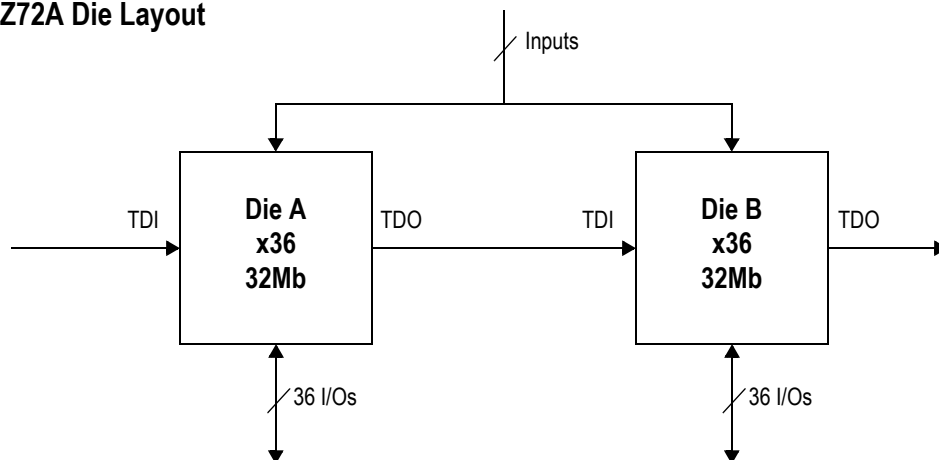 Z72A Die Layout
Inputs
TDI
Die A
x36
32Mb
TDO
TDI
Die B
x36
32Mb
TDO
36 I/Os
36 I/Os